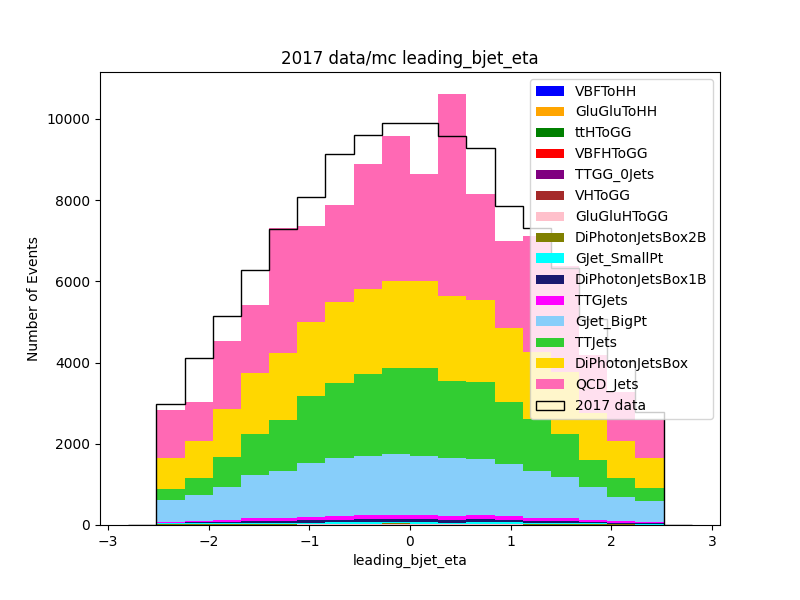 2017 data/mc leading_bjet_eta
Number of Events
10000
8000
6000
4000
2000
0
−3
−2
−1
0
1
2
3
leading_bjet_eta
VBFToHH
GluGluToHH
ttHToGG
VBFHToGG
TTGG_0Jets
VHToGG
GluGluHToGG
DiPhotonJetsBox2B
GJet_SmallPt
DiPhotonJetsBox1B
TTGJets
GJet_BigPt
TTJets
DiPhotonJetsBox
QCD_Jets
2017 data